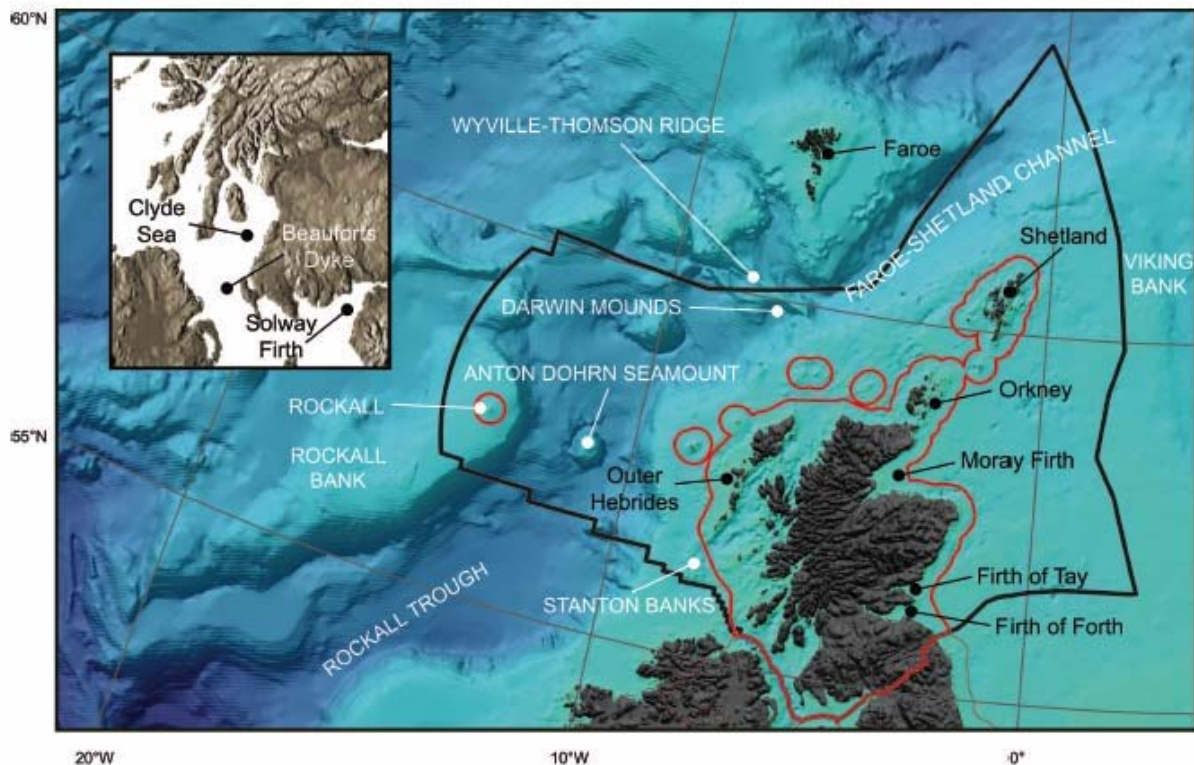 60°N
WYVILLE-THOMSON RIDGE
Faroe
FAROE-SHETLAND CHANNEL
Clyde
Sea
Beauforts
Dyke
Solway
Firth
Shetland
VIKING
BANK
DARWIN MOUNDS
ANTON DOHRN SEAMOUNT
ROCKALL
Orkney
55°N
ROCKALL
BANK
Outer
Hebrides
Moray Firth
ROCKALL TROUGH
STANTON BANKS
Firth of Tay
Firth of Forth
20°W
10°W
0°